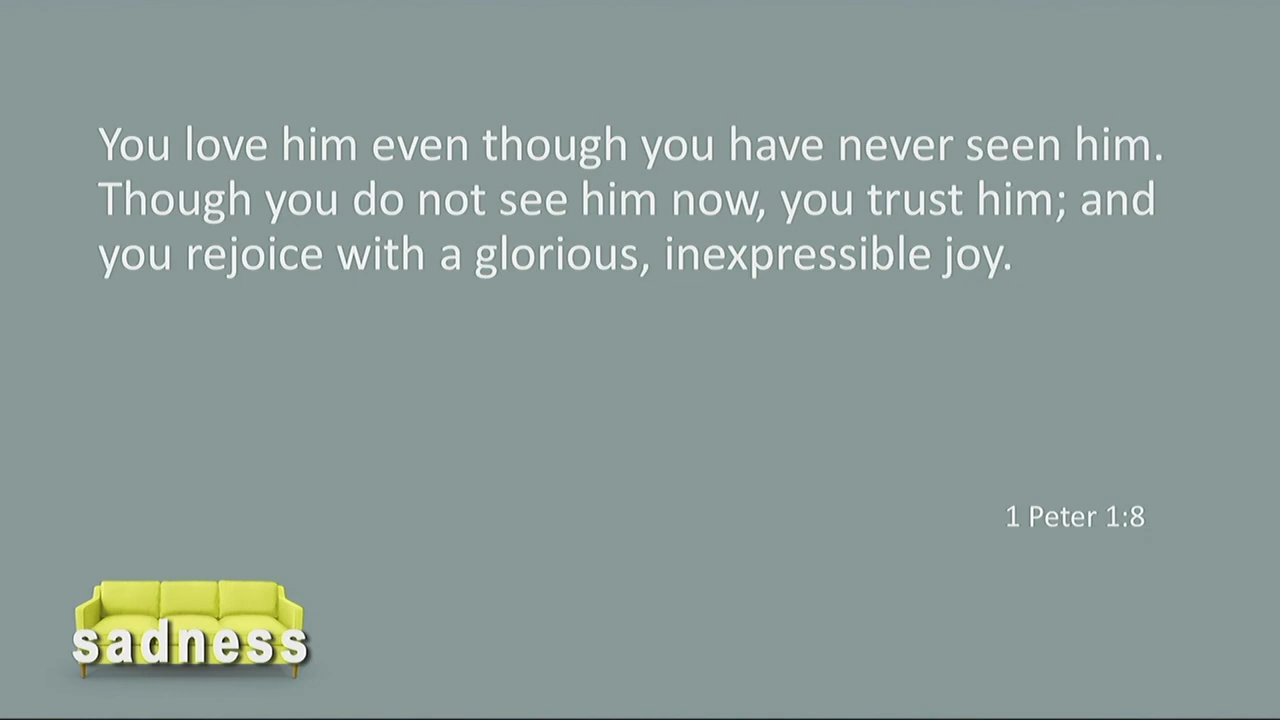 You love him even though you have never seen him.
Though you do not see him now, you trust him; and
you rejoice with a glorious, inexpressible joy.
1 Peter 1:8
sadness